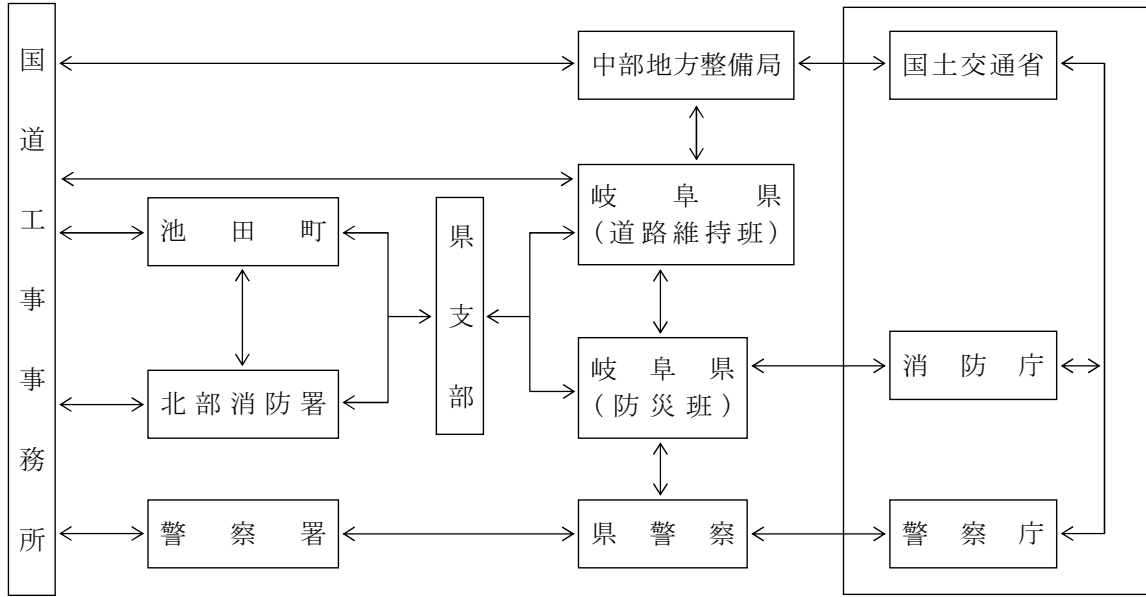 国道工事事務所
中部地方整備局
国土交通省
岐阜県
(道路維持班)
池田町
県支部
岐阜県
(防災班)
消防庁
北部消防署
警察署
県警察
警察庁